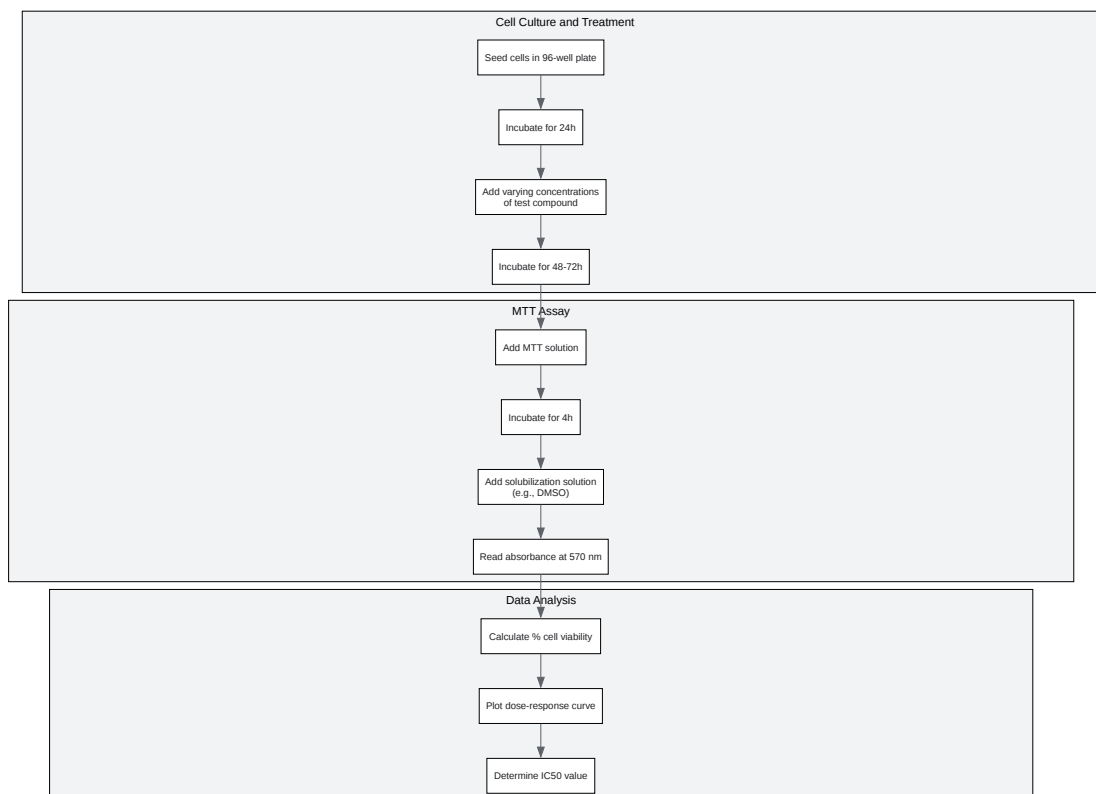 Cell Culture and Treatment
Seed cells in 96-well plate
Incubate for 24h
Add varying concentrations
of test compound
Incubate for 48-72h
MTT Assay
Add MTT solution
Incubate for 4h
Add solubilization solution
(e.g., DMSO)
Read absorbance at 570 nm
Data Analysis
Calculate % cell viability
Plot dose-response curve
Determine IC50 value